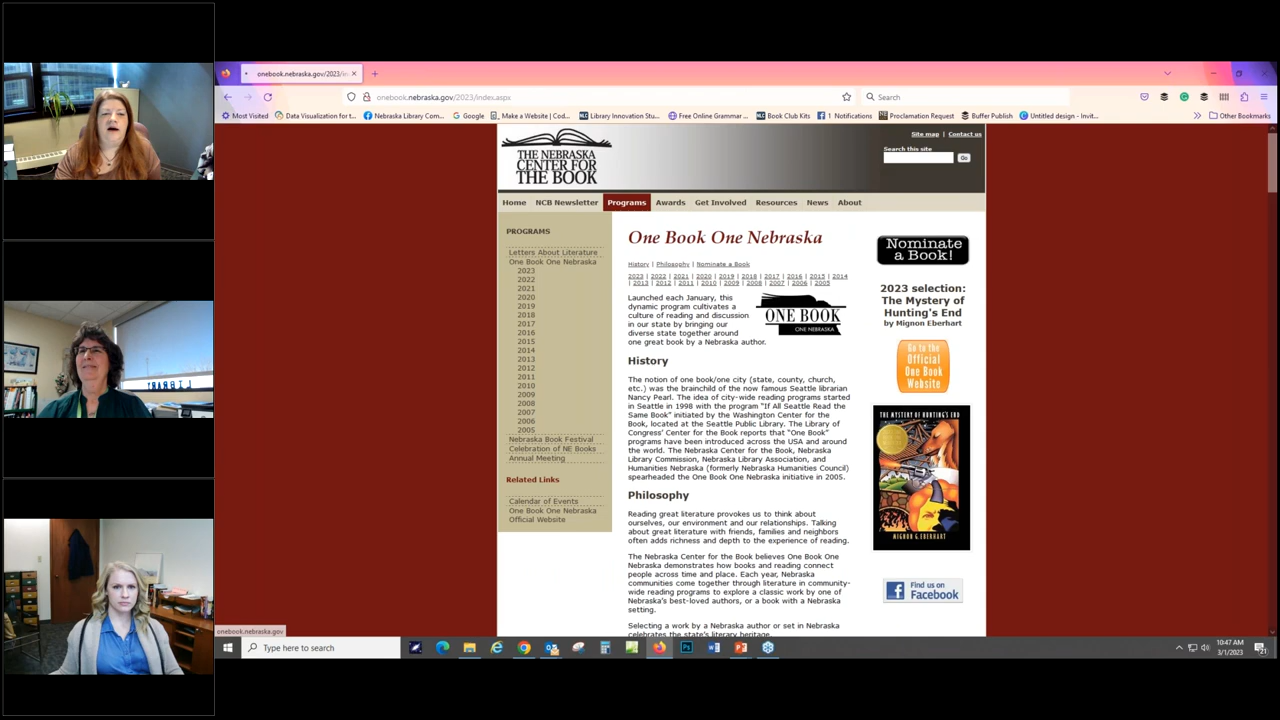 onebook.nebraska.gov/2023/in
onebook.nebraska.gov/2023/index.aspx
Search
Most Visited
Data Visualization for t...
Nebraska Library Com...
Google
Make a Website | Cod...
Library Innovation Stu...
Free Online Grammar ...
Book Club Kits
1 Notifications
Proclamation Request
Buffer Publish
Untitled design - Invit...
Other Bookmarks
THE NEBRASKA
CENTER FOR
THE BOOK
Site map | Contact us
Search this site
Go
Home
NCB Newsletter
Programs
Awards
Get Involved
Resources
News
About
PROGRAMS
Letters About Literature
One Book One Nebraska
2023
2022
2021
2020
2019
2018
2017
2016
2015
2014
2013
2012
2011
2010
2009
2008
2007
2006
2005
Nebraska Book Festival
Celebration of NE Books
Annual Meeting
Related Links
Calendar of Events
One Book One Nebraska
Official Website
One Book One Nebraska
History | Philosophy | Nominate a Book
2023 | 2022 | 2021 | 2020 | 2019 | 2018 | 2017 | 2016 | 2015 | 2014
| 2013 | 2012 | 2011 | 2010 | 2009 | 2008 | 2007 | 2006 | 2005
Launched each January, this
dynamic program cultivates a
culture of reading and discussion
in our state by bringing our
diverse state together around
one great book by a Nebraska author.
ONE BOOK
ONE NEBRASKA
History
The notion of one book/one city (state, county, church,
etc.) was the brainchild of the now famous Seattle librarian
Nancy Pearl. The idea of city-wide reading programs started
in Seattle in 1998 with the program "If All Seattle Read the
Same Book" initiated by the Washington Center for the
Book, located at the Seattle Public Library. The Library of
Congress' Center for the Book reports that "One Book"
programs have been introduced across the USA and around
the world. The Nebraska Center for the Book, Nebraska
Library Commission, Nebraska Library Association, and
Humanities Nebraska (formerly Nebraska Humanities Council)
spearheaded the One Book One Nebraska initiative in 2005.
Philosophy
Reading great literature provokes us to think about
ourselves, our environment and our relationships. Talking
about great literature with friends, families and neighbors
often adds richness and depth to the experience of reading.
The Nebraska Center for the Book believes One Book One
Nebraska demonstrates how books and reading connect
people across time and place. Each year, Nebraska
communities come together through literature in community-
wide reading programs to explore a classic work by one of
Nebraska's best-loved authors, or a book with a Nebraska
setting.
Selecting a work by a Nebraska author or set in Nebraska
celebrates the state's literary heritage.
Nominate
a Book!
2023 selection:
The Mystery of
Hunting's End
by Mignon Eberhart
Go to the
Official
One Book
Website
THE MYSTERY OF HUNTING'S END
MIGNON G. EBERHART
Find us on
Facebook
onebook.nebraska.gov
Type here to search
10:47 AM
3/1/2023
21